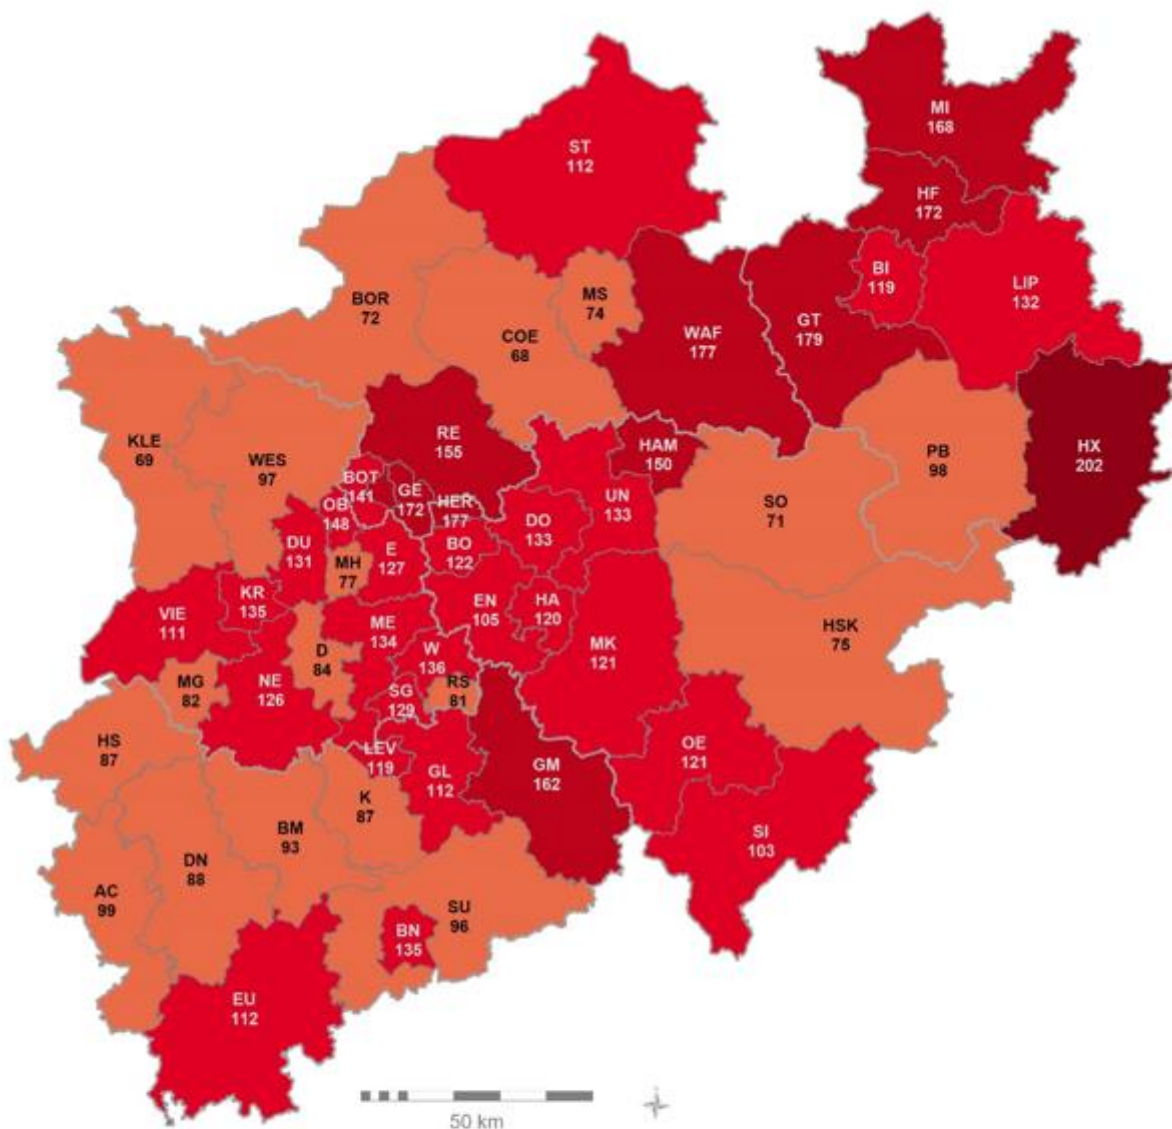 MI
168
ST
112
HF
172
BI
119
LIP
132
MS
74
BOR
72
GT
179
WAF
177
COE
68
RE
155
HAM
150
KLE
69
WES
97
PB
98
HX
202
BOT
141
GE
172
HER
177
OB
148
UN
133
SO
71
DO
133
DU
131
E
127
BO
122
MH
77
KR
135
EN
105
HA
120
VIE
111
ME
134
HSK
75
MK
121
D
84
W
136
MG
82
NE
126
RS
81
SG
129
HS
87
LEV
119
GL
112
GM
162
OE
121
K
87
BM
93
SI
103
DN
88
AC
99
SU
96
BN
135
EU
112
50 km